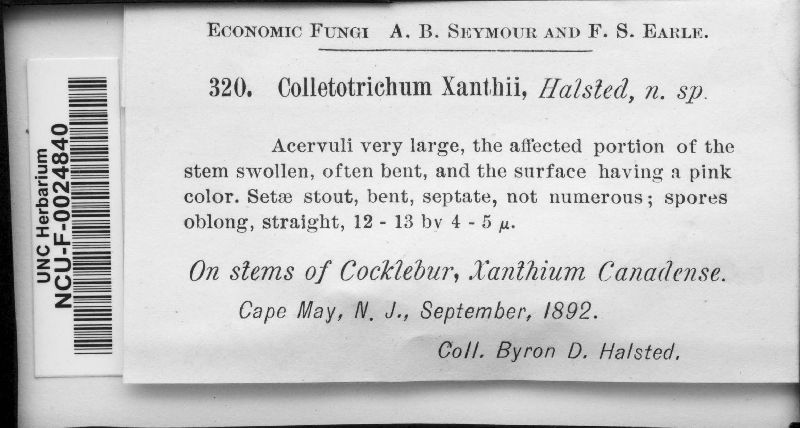 ECONOMIC FUNGI A. B. SEYMOUR AND F. S. EARLE.
320. Colletotrichum Xanthii, Halsted, n. sp.
Acervuli very large, the affected portion of the
stem swollen, often bent, and the surface having a pink
color. Setæ stout, bent, septate, not numerous; spores
oblong, straight, 12 - 13 by 4 - 5 µ.
On stems of Cocklebur, Xanthium Canadense.
Cape May, N. J., September, 1892.
Coll. Byron D. Halsted.
UNC Herbarium
NCU-F-0024840